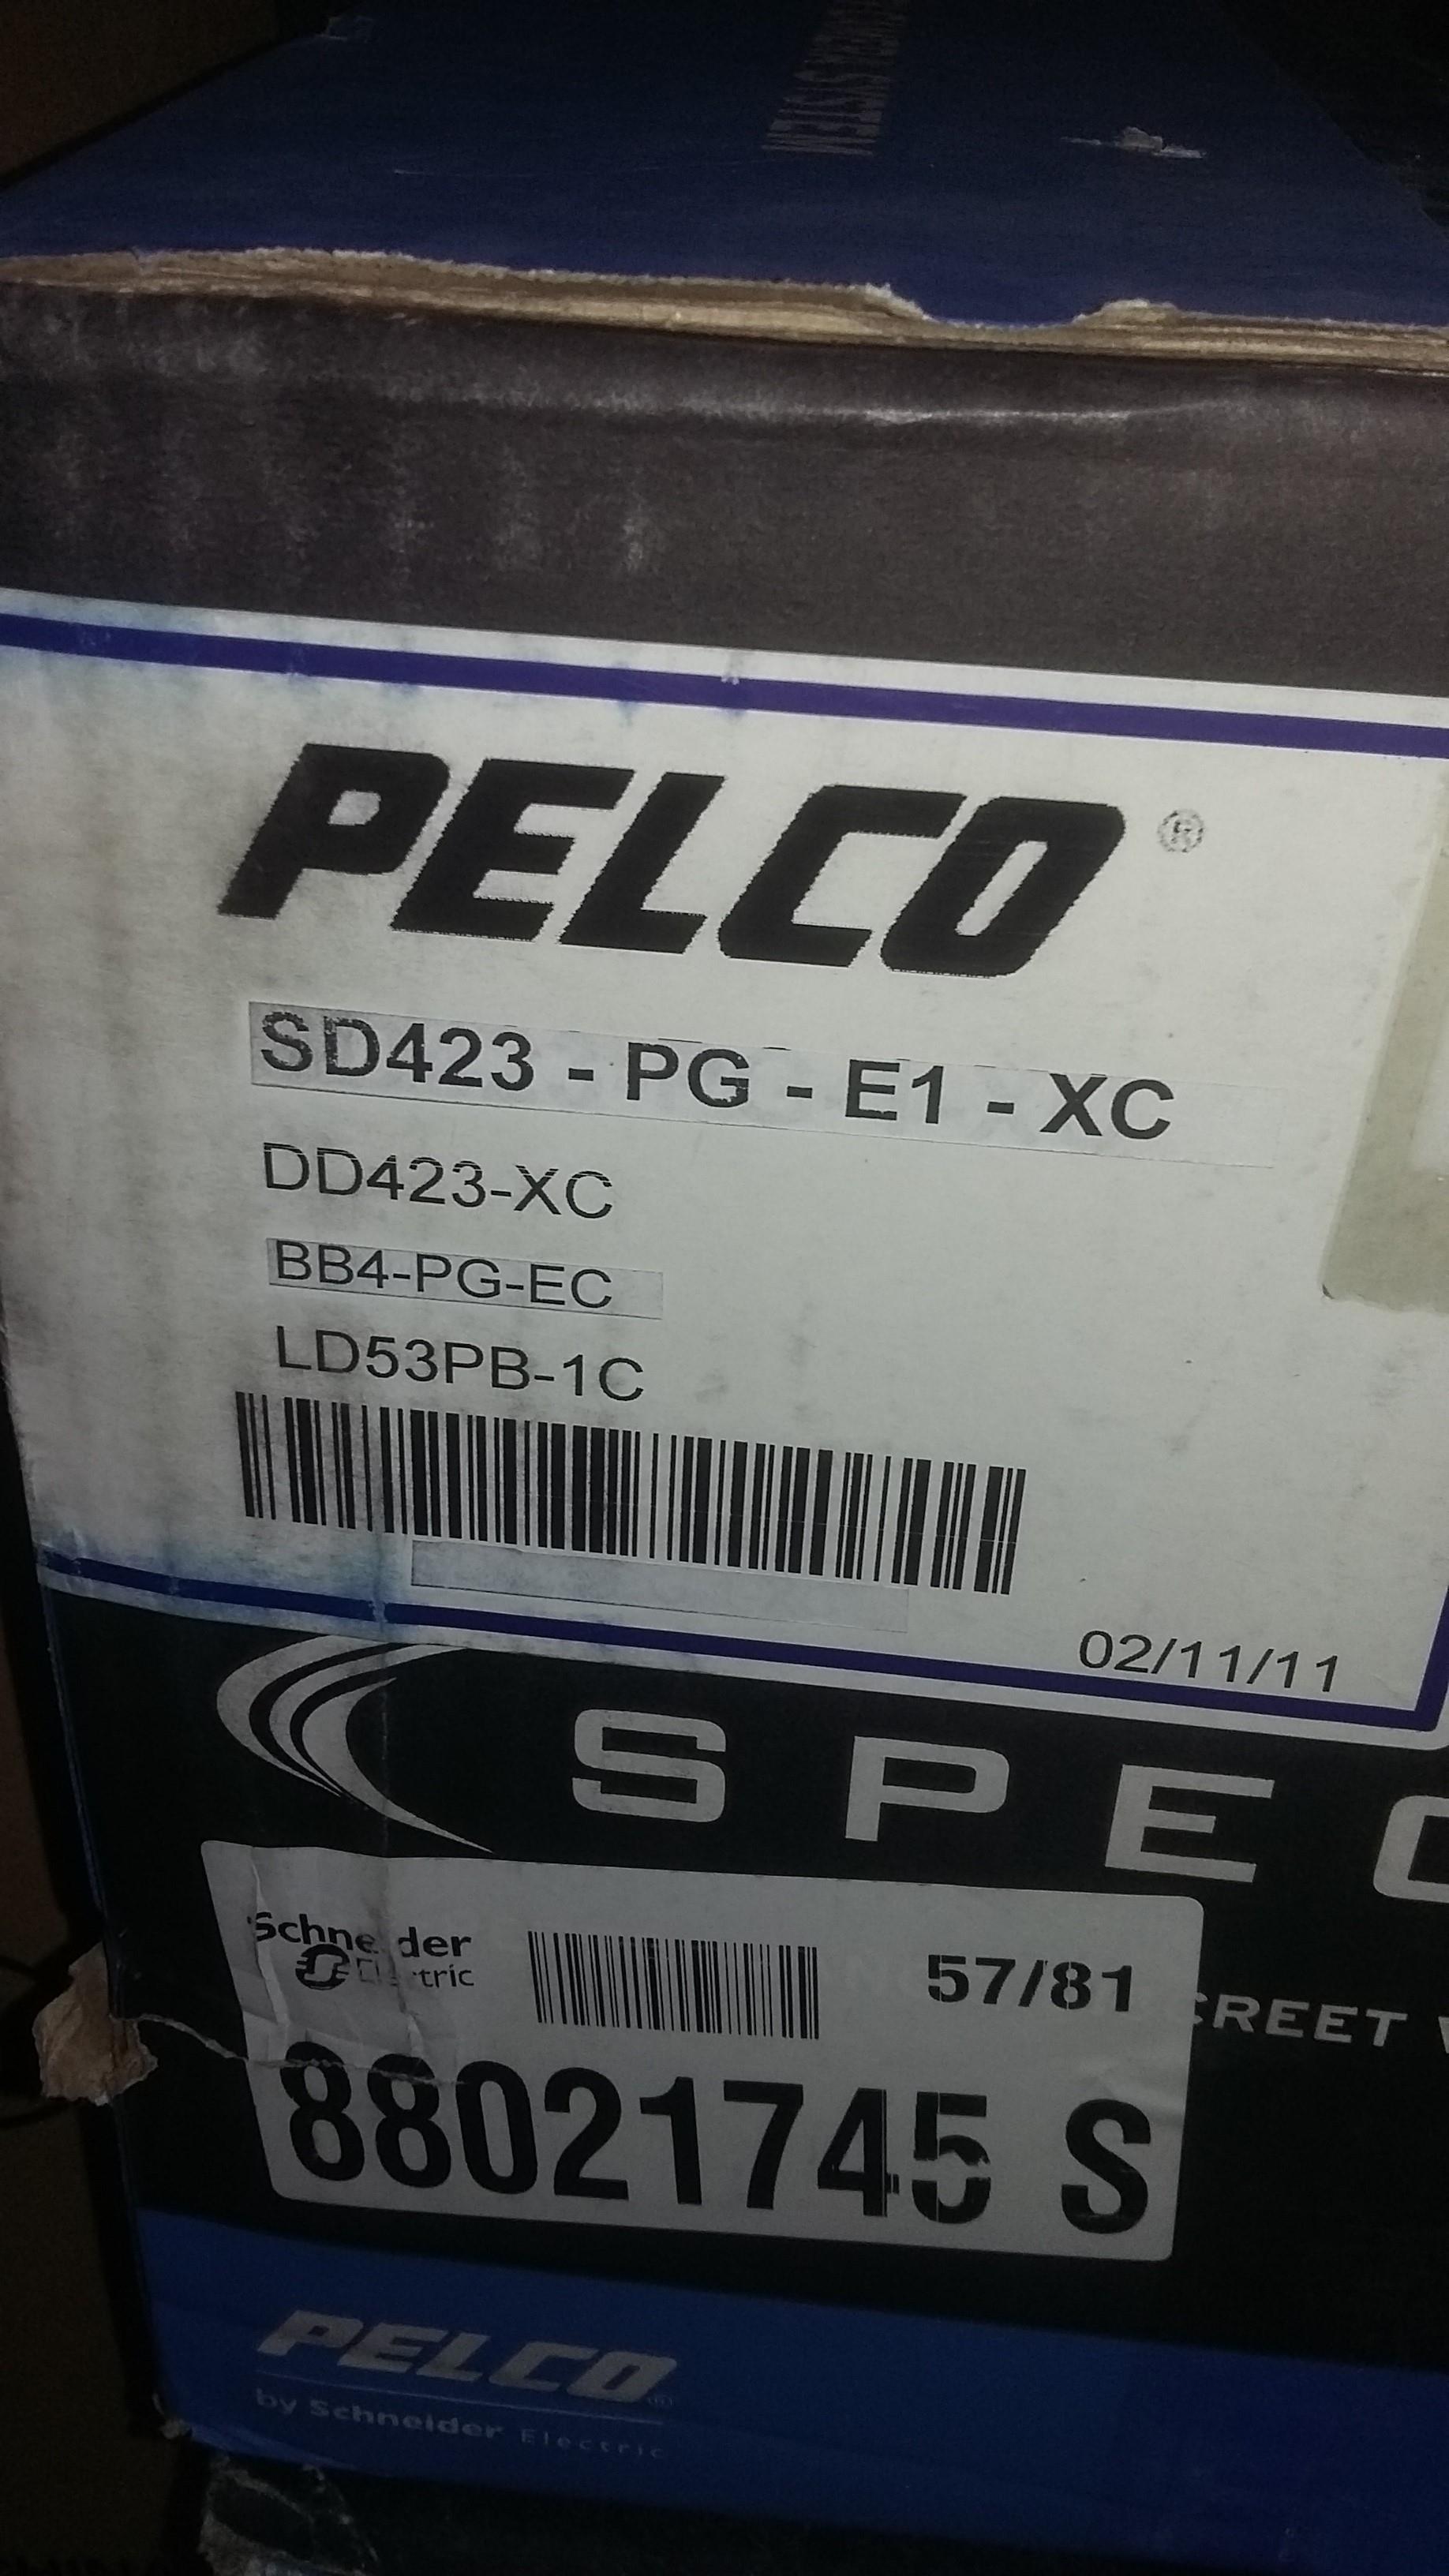 PELCO®
SD423 - PG - E1 - XC
DD423-XC
BB4-PG-EC
LD53PB-1C
02/11/11
SPEC
Schneider
Electric
57/81
CREET
88021745 S
PELCO®
by Schneider Electric